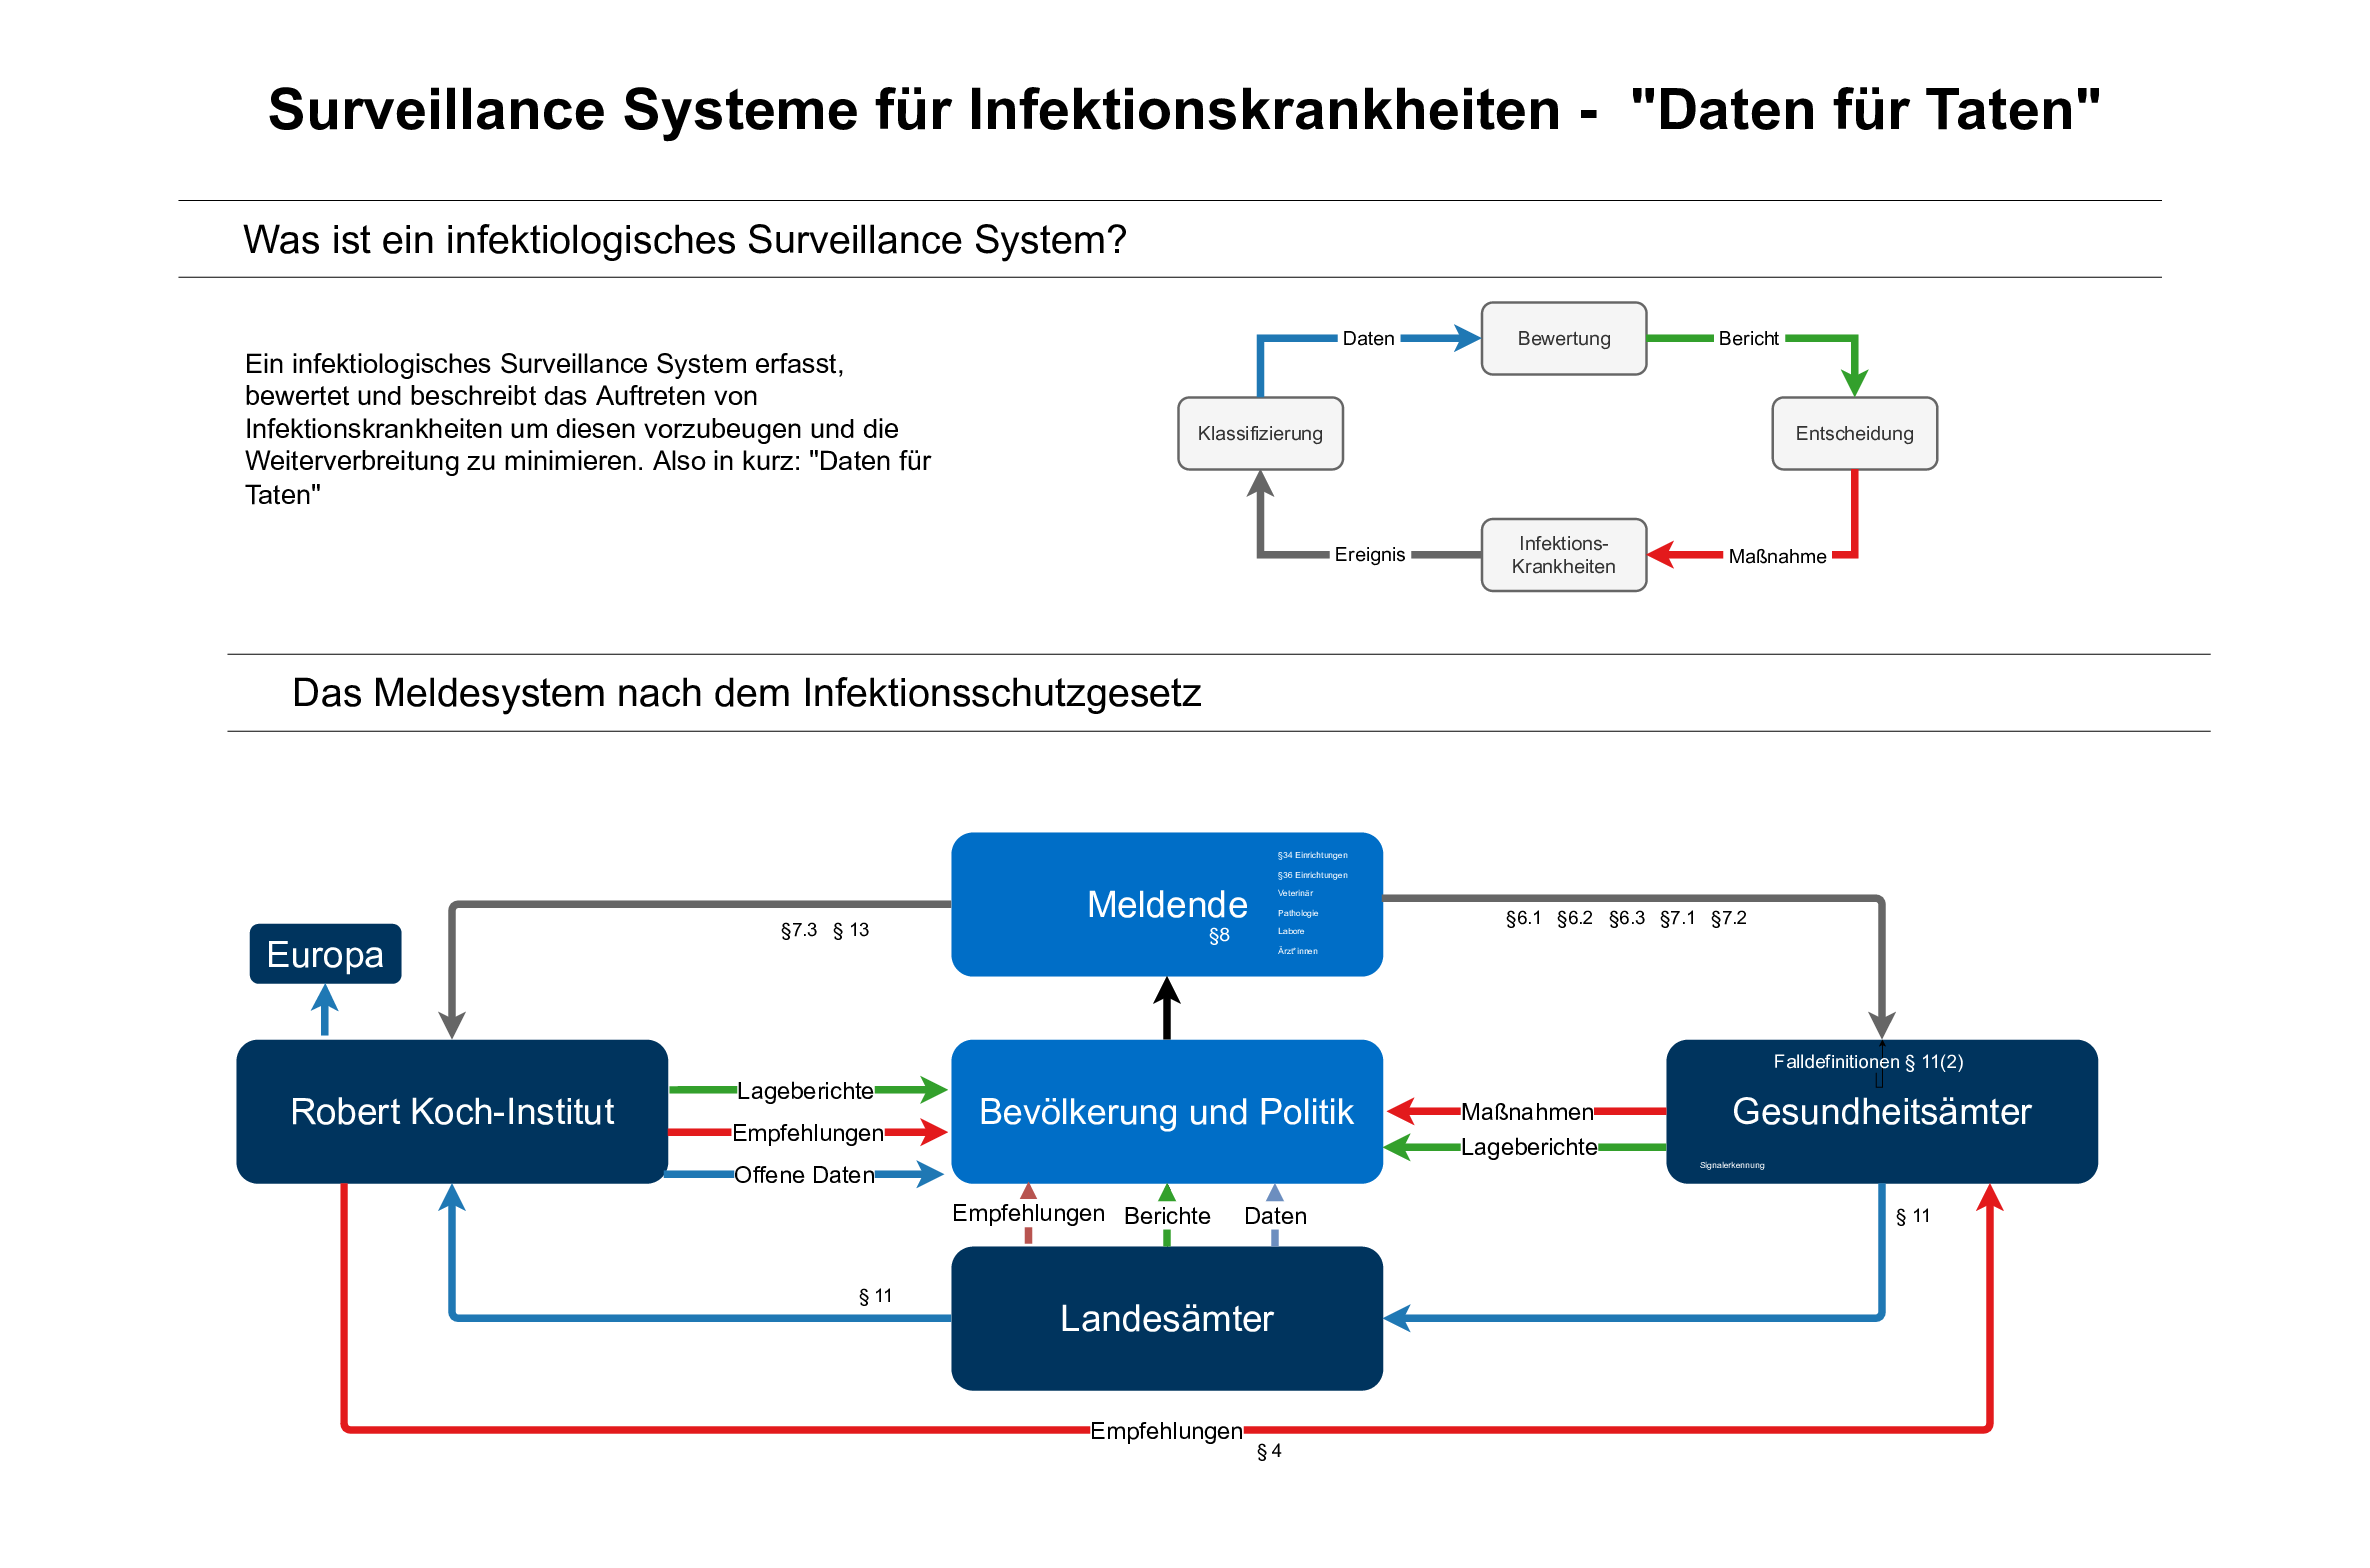 Surveillance Systeme für Infektionskrankheiten - "Daten für Taten"
Was ist ein infektiologisches Surveillance System?
Ein infektiologisches Surveillance System erfasst,
bewertet und beschreibt das Auftreten von
Infektionskrankheiten um diesen vorzubeugen und die
Weiterverbreitung zu minimieren. Also in kurz: "Daten für
Taten"
Daten
Bewertung
Bericht
Klassifizierung
Entscheidung
Ereignis
Infektions-
Krankheiten
Maßnahme
Das Meldesystem nach dem Infektionsschutzgesetz
Meldende
§8
§34 Einrichtungen
§36 Einrichtungen
Veterinär
Pathologie
Labore
Ärzt*innen
§7.3 § 13
§6.1 §6.2 §6.3 §7.1 §7.2
Europa
Robert Koch-Institut
Lageberichte
Empfehlungen
Offene Daten
Bevölkerung und Politik
Maßnahmen
Lageberichte
Falldefinitionen § 11(2)
Gesundheitsämter
Signalerkennung
Empfehlungen
Berichte
Daten
§ 11
§ 11
Landesämter
Empfehlungen
§ 4